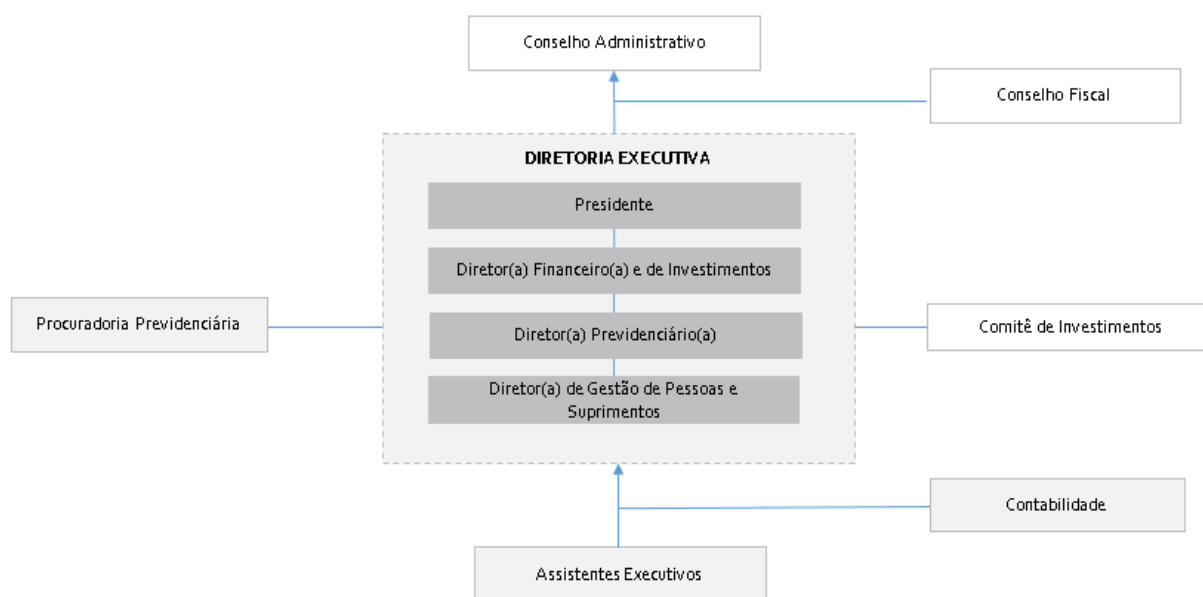 Conselho Administrativo
Conselho Fiscal
DIRETORIA EXECUTIVA
Presidente
Diretor(a) Financeiro(a) e de Investimentos
Procuradoria Previdenciária
Diretor(a) Previdenciário(a)
Comitê de Investimentos
Diretor(a) de Gestão de Pessoas e
Suprimentos
Contabilidade
Assistentes Executivos